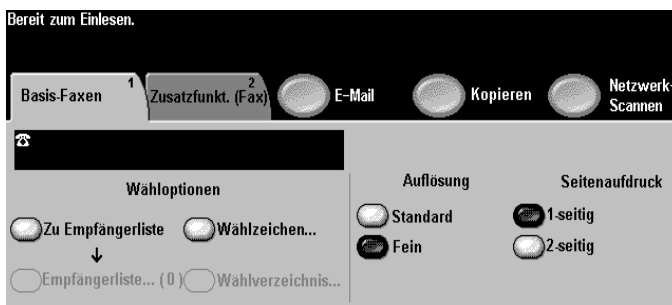 Bereit zum Einlesen.
Basis-Faxen 1
Zusatzfunkt. (Fax) 2
E-Mail
Kopieren
Netzwerk-
Scannen
Wähloptionen
Zu Empfängerliste
Wählzeichen...
Empfängerliste... ( 0 )
Wählverzeichnis...
Auflösung
Standard
Fein
Seitenaufdruck
1-seitig
2-seitig